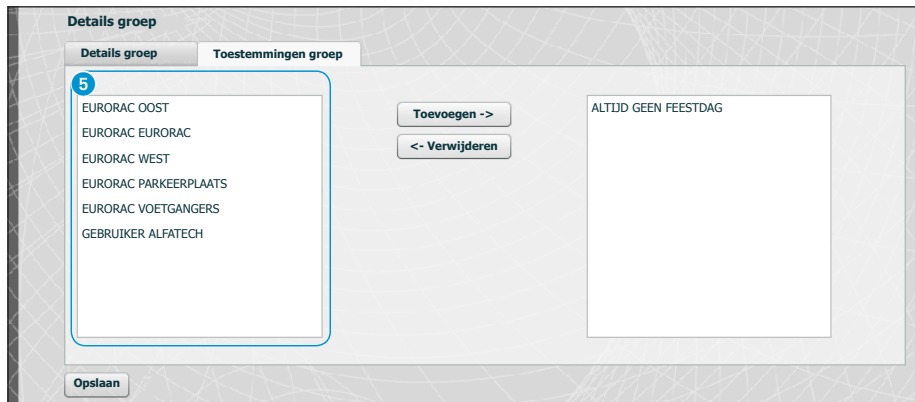 Details groep
Details groep
Toestemmingen groep
5
EURORAC OOST
EURORAC EURORAC
EURORAC WEST
EURORAC PARKEERPLAATS
EURORAC VOETGANGERS
GEBRUIKER ALFATECH
Toevoegen ->
<- Verwijderen
ALTIJD GEEN FEESTDAG
Opslaan